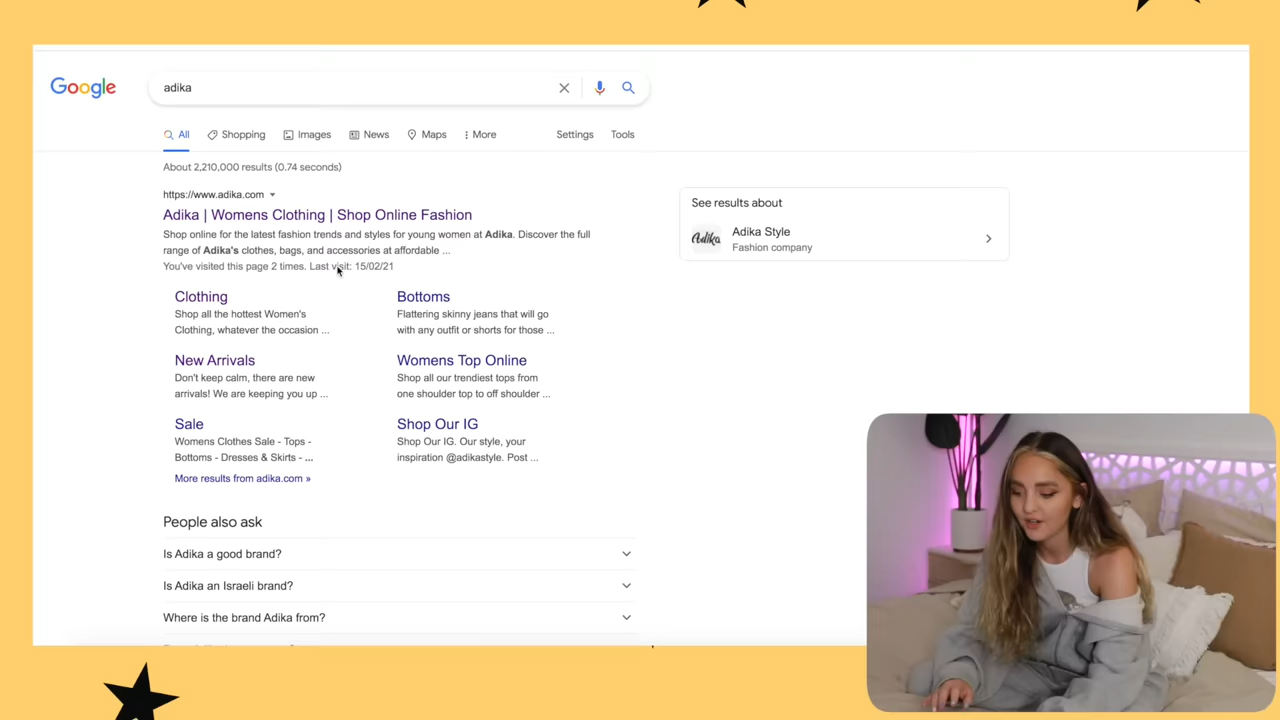 Google
adika
All
Shopping
Images
News
Maps
More
Settings
Tools
About 2,210,000 results (0.74 seconds)
https://www.adika.com
Adika | Womens Clothing | Shop Online Fashion
Shop online for the latest fashion trends and styles for young women at Adika. Discover the full
range of Adika's clothes, bags, and accessories at affordable ...
You've visited this page 2 times. Last visit: 15/02/21
Clothing
Shop all the hottest Women's
Clothing, whatever the occasion ...
Bottoms
Flattering skinny jeans that will go
with any outfit or shorts for those ...
New Arrivals
Don't keep calm, there are new
arrivals! We are keeping you up ...
Womens Top Online
Shop all our trendiest tops from
one shoulder top to off shoulder ...
Sale
Womens Clothes Sale - Tops -
Bottoms - Dresses & Skirts - ...
Shop Our IG
Shop Our IG. Our style, your
inspiration @adikastyle. Post ...
More results from adika.com »
People also ask
Is Adika a good brand?
Is Adika an Israeli brand?
Where is the brand Adika from?
See results about
Adika
Adika Style
Fashion company